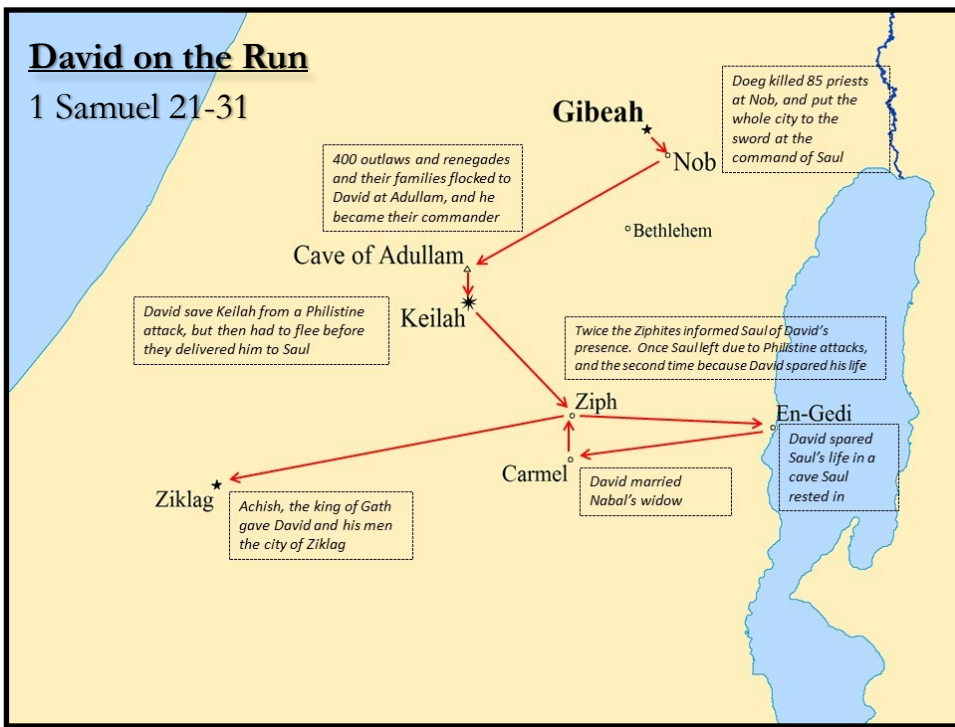 David on the Run
1 Samuel 21-31
Doeg killed 85 priests
at Nob, and put the
whole city to the
sword at the
command of Saul
Gibeah
Nob
400 outlaws and renegades
and their families flocked to
David at Adullam, and he
became their commander
Bethlehem
Cave of Adullam
Keilah
David save Keilah from a Philistine
attack, but then had to flee before
they delivered him to Saul
Twice the Ziphites informed Saul of David's
presence. Once Saul left due to Philistine attacks,
and the second time because David spared his life
Ziph
En-Gedi
David spared
Saul's life in a
cave Saul
rested in
Carmel
David married
Nabal's widow
Ziklag
Achish, the king of Gath
gave David and his men
the city of Ziklag